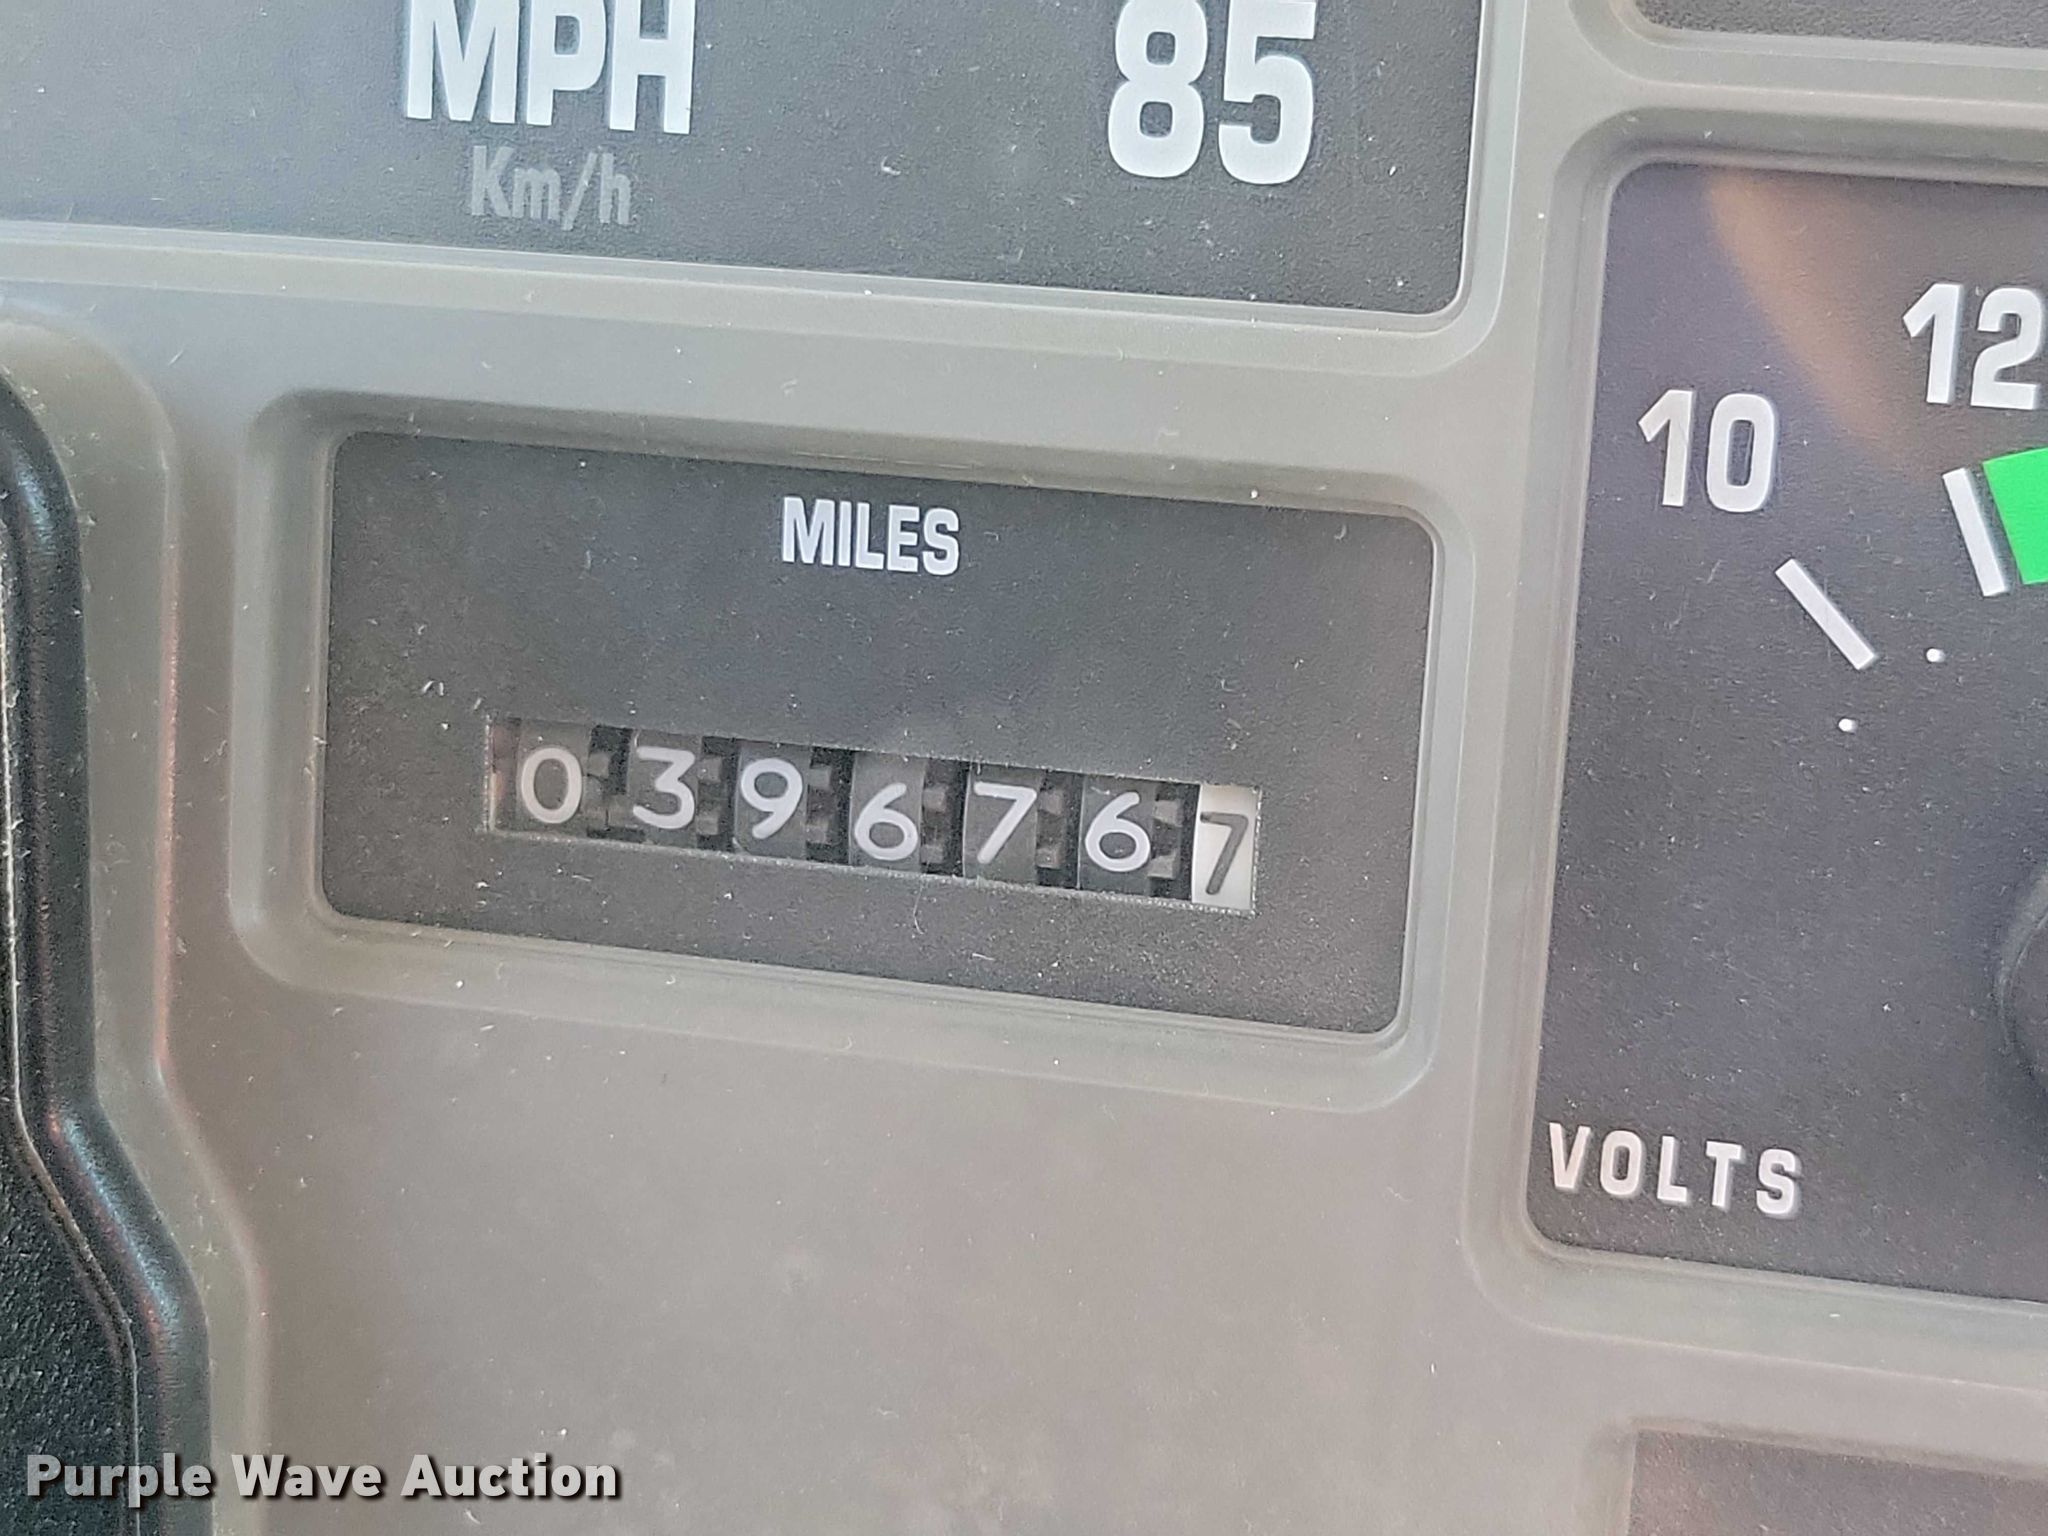 MPH
Km/h
85
12
10
MILES
0396767
VOLTS
Purple Wave Auction